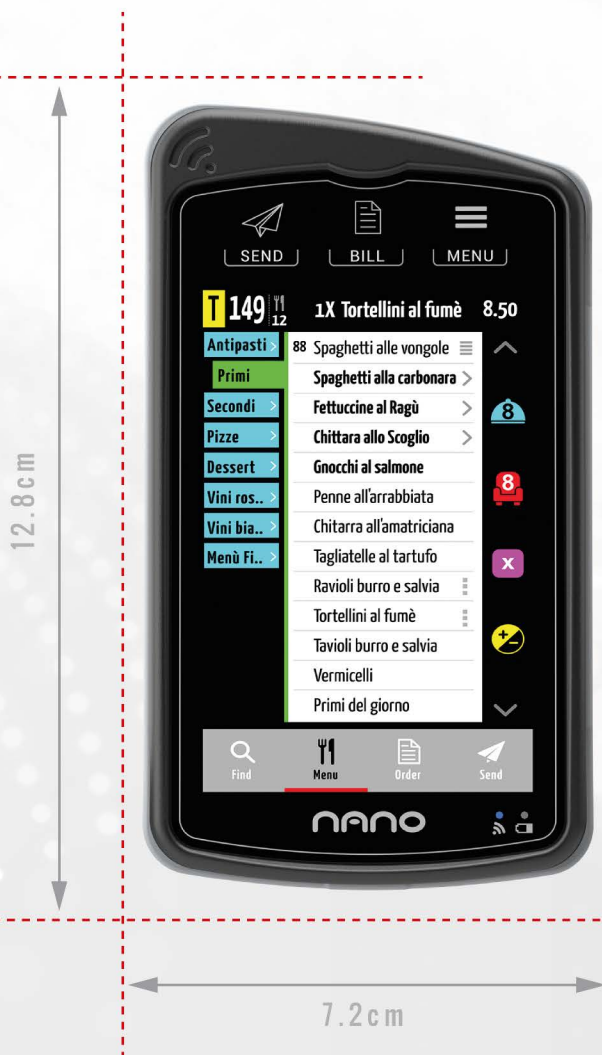 SEND BILL MENU
T 149 12 1X Tortellini al fumè 8.50
Antipasti
Primi
Secondi
Pizze
Dessert
Vini ros..
Vini bia..
Menù Fi..
88 Spaghetti alle vongole
Spaghetti alla carbonara
Fettuccine al Ragù
Chittara allo Scoglio
Gnocchi al salmone
Penne all'arrabbiata
Chitarra all'amatriciana
Tagliatelle al tartufo
Ravioli burro e salvia
Tortellini al fumè
Tavioli burro e salvia
Vermicelli
Primi del giorno
8
8
x
+-
Find Menu Order Send
nano
12.8cm
7.2cm